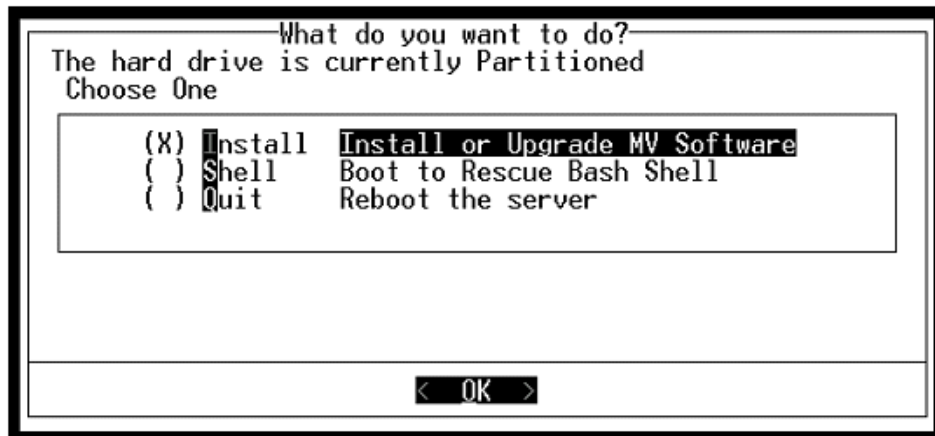 What do you want to do?
The hard drive is currently Partitioned
Choose One
(X) Install Install or Upgrade MV Software
( ) Shell Boot to Rescue Bash Shell
( ) Quit Reboot the server
< OK >